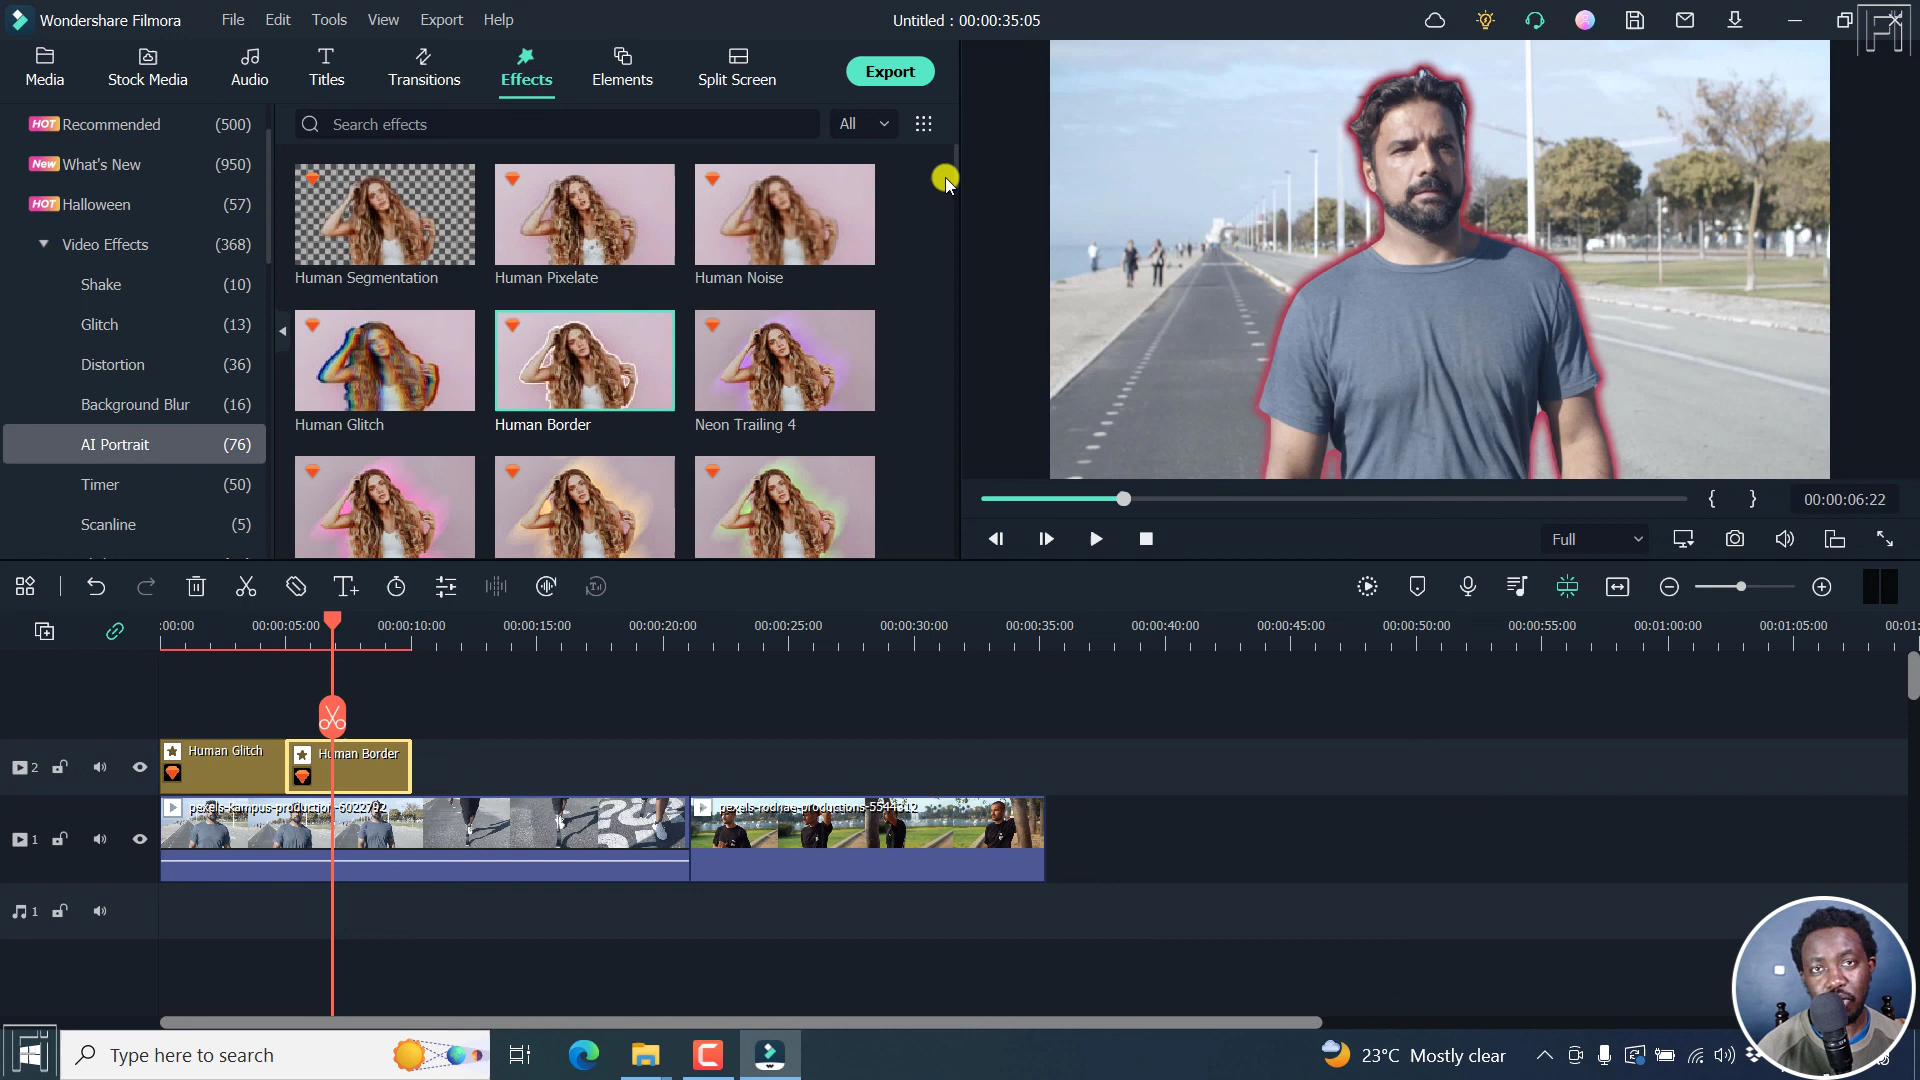 Wondershare Filmora
File
Edit
Tools
View
Export
Help
Untitled : 00:00:35:05
Media
Stock Media
Audio
Titles
Transitions
Effects
Elements
Split Screen
Export
HOT Recommended (500)
New What's New (950)
HOT Halloween (57)
Video Effects (368)
Shake (10)
Glitch (13)
Distortion (36)
Background Blur (16)
AI Portrait (76)
Timer (50)
Scanline (5)
Search effects
All
Human Segmentation
Human Pixelate
Human Noise
Human Glitch
Human Border
Neon Trailing 4
{ }
00:00:06:22
Full
:00:00
00:00:05:00
00:00:10:00
00:00:15:00
00:00:20:00
00:00:25:00
00:00:30:00
00:00:35:00
00:00:40:00
00:00:45:00
00:00:50:00
00:00:55:00
00:01:00:00
00:01:05:00
00:01:
2
Human Glitch
Human Border
1
pexels-kampus-production-6022792
pexels-rodnae-productions-5544312
1
Type here to search
23°C Mostly clear